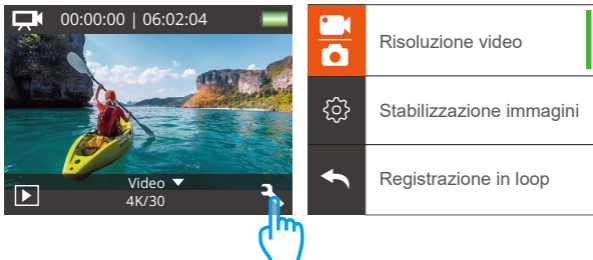 00:00:00 | 06:02:04
Video ▼
4K/30
Risoluzione video
Stabilizzazione immagini
Registrazione in loop